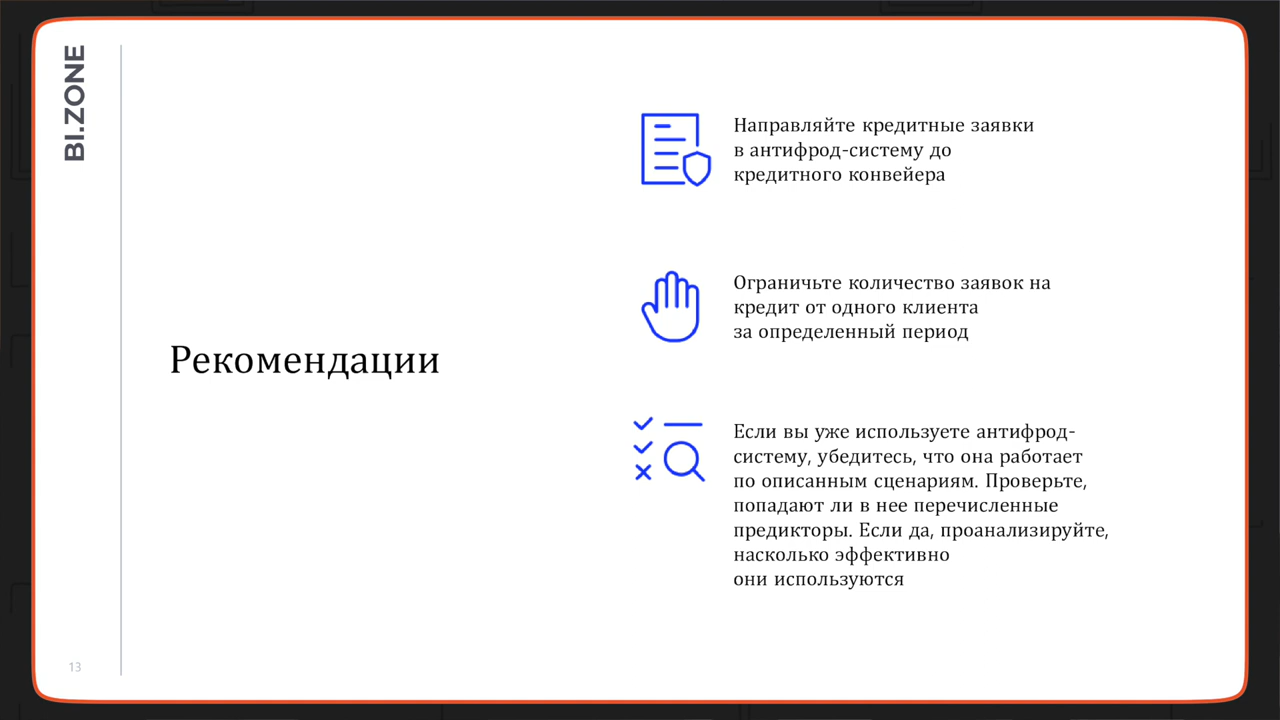 BI.ZONE
Рекомендации
Направляйте кредитные заявки
в антифрод-систему до
кредитного конвейера
Ограничьте количество заявок на
кредит от одного клиента
за определенный период
Если вы уже используете антифрод-
систему, убедитесь, что она работает
по описанным сценариям. Проверьте,
попадают ли в нее перечисленные
предикторы. Если да, проанализируйте,
насколько эффективно
они используются
13